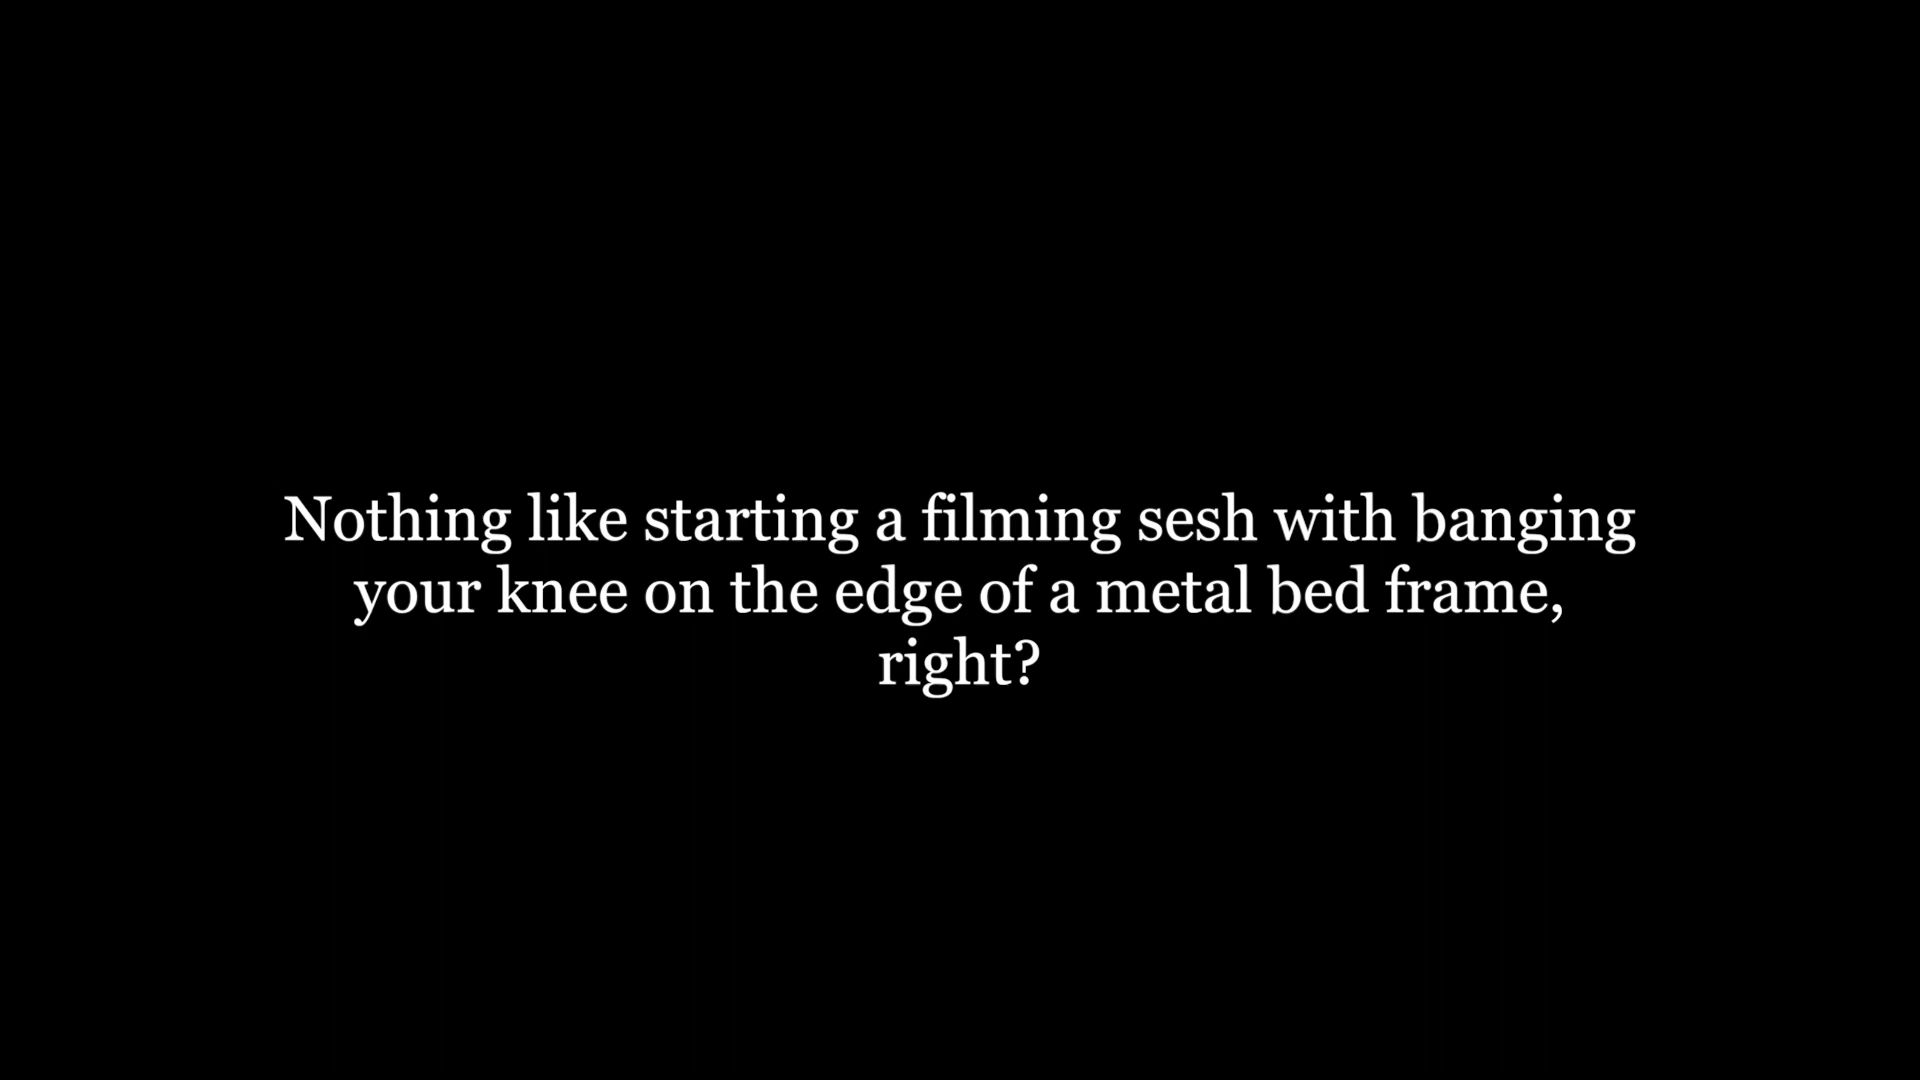 Nothing like starting a filming sesh with banging
your knee on the edge of a metal bed frame,
right?